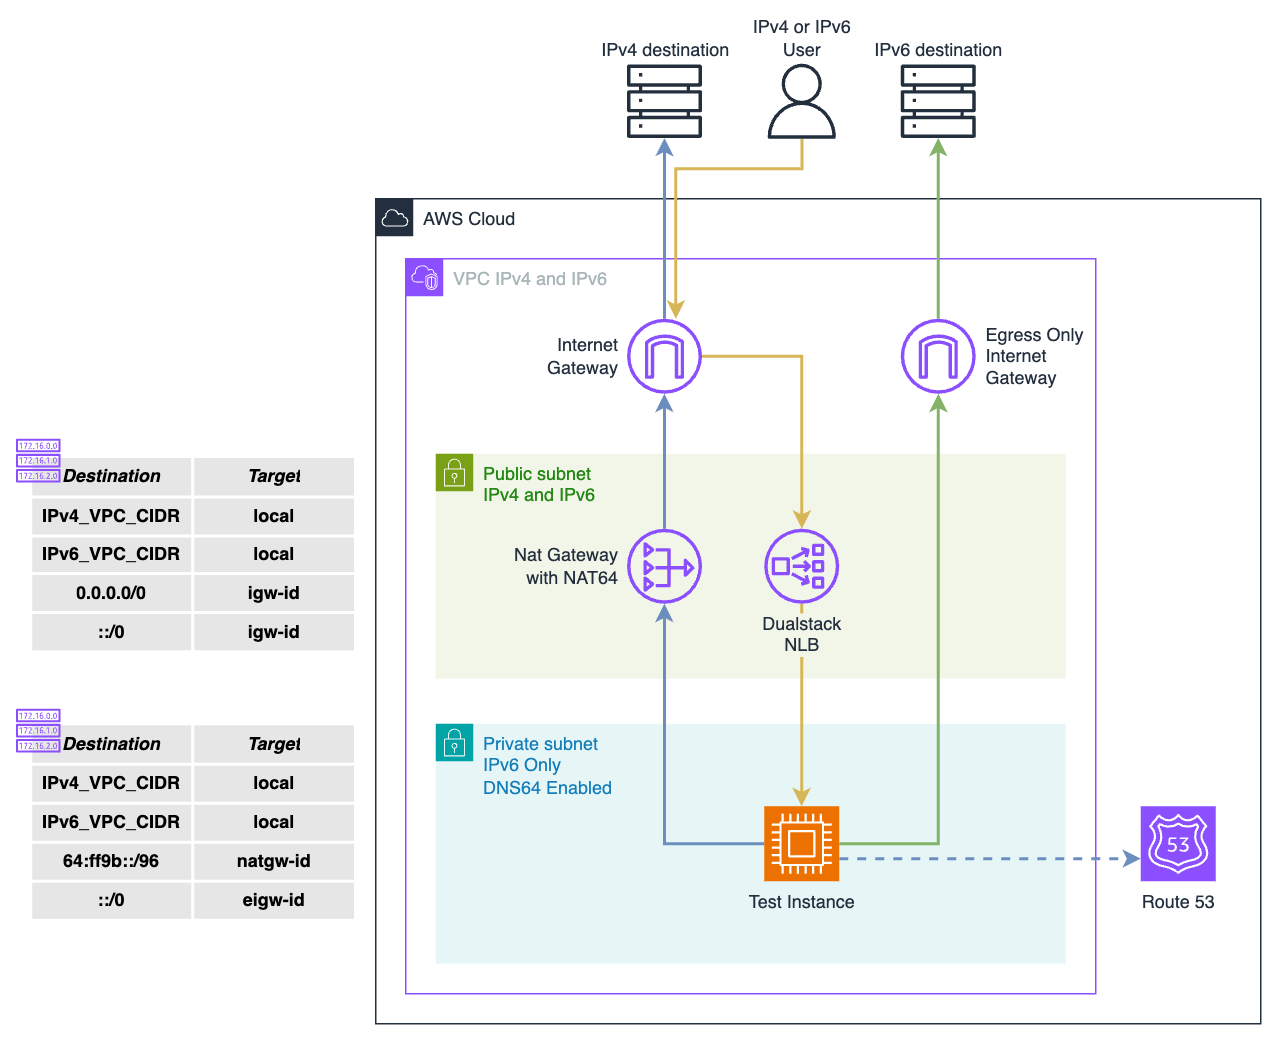 IPv4 or IPv6
User
IPv4 destination
IPv6 destination
AWS Cloud
VPC IPv4 and IPv6
Internet
Gateway
Egress Only
Internet
Gateway
172.16.0.0
172.16.1.0
172.16.2.0
Destination Target
IPv4_VPC_CIDR local
IPv6_VPC_CIDR local
0.0.0.0/0 igw-id
::/0 igw-id
Public subnet
IPv4 and IPv6
Nat Gateway
with NAT64
Dualstack
NLB
172.16.0.0
172.16.1.0
172.16.2.0
Destination Target
IPv4_VPC_CIDR local
IPv6_VPC_CIDR local
64:ff9b::/96 natgw-id
::/0 eigw-id
Private subnet
IPv6 Only
DNS64 Enabled
Test Instance
53
Route 53